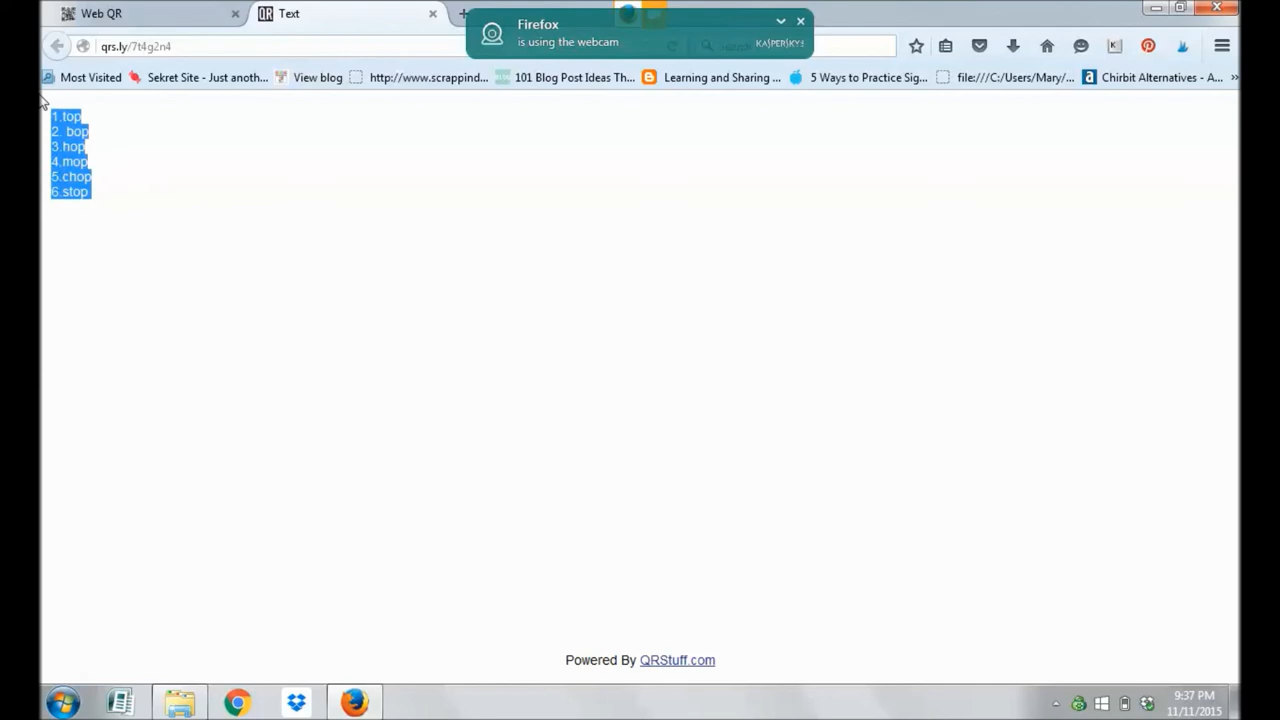 Web QR
QR Text
Firefox
is using the webcam
KASPERSKY
qrs.ly/7t4g2n4
Most Visited
Sekret Site - Just anoth...
View blog
http://www.scrappind...
101 Blog Post Ideas Th...
Learning and Sharing ...
5 Ways to Practice Sig...
file:///C:/Users/Mary/...
a Chirbit Alternatives - A...
1.top
2. bop
3.hop
4.mop
5.chop
6.stop
Powered By QRStuff.com
9:37 PM
11/11/2015